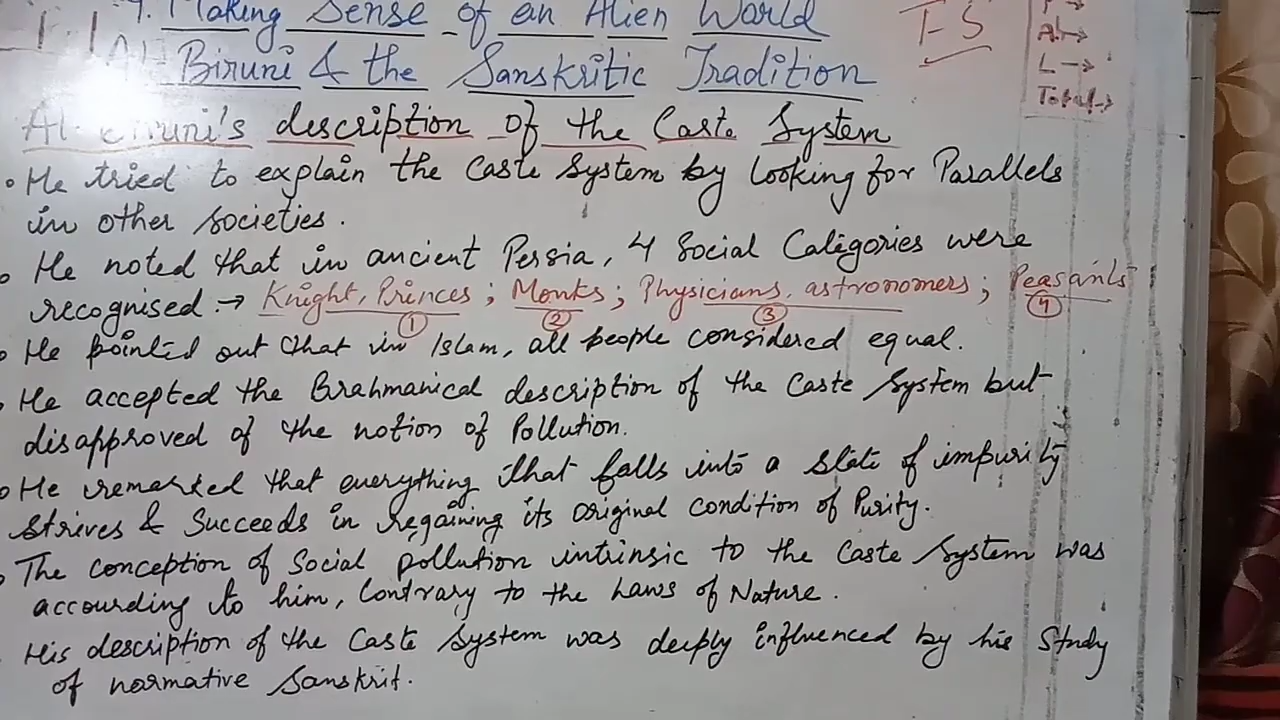 Making Sense of an Alien World
T-5
Al-
Biruni & the Sanskritic Tradition
L →
Total→
Al- Biruni's description of the Caste System
• He tried to explain the Caste System by looking for Parallels
in other societies.
• He noted that in ancient Persia, 4 Social Categories were
recognised. → Knight, Princes ; Monks ; Physicians, astronomers ; Peasants
1 2 3 4
• He pointed out that in Islam, all people considered equal.
• He accepted the Brahmanical description of the Caste System but
disapproved of the notion of Pollution.
• He remarked that everything that falls into a state of impurity
strives & Succeeds in regaining its original condition of Purity.
• The conception of Social pollution intrinsic to the Caste System was
accourding to him, Contrary to the Laws of Nature.
His description of the Caste System was deeply influenced by his Study
of normative Sanskrit.